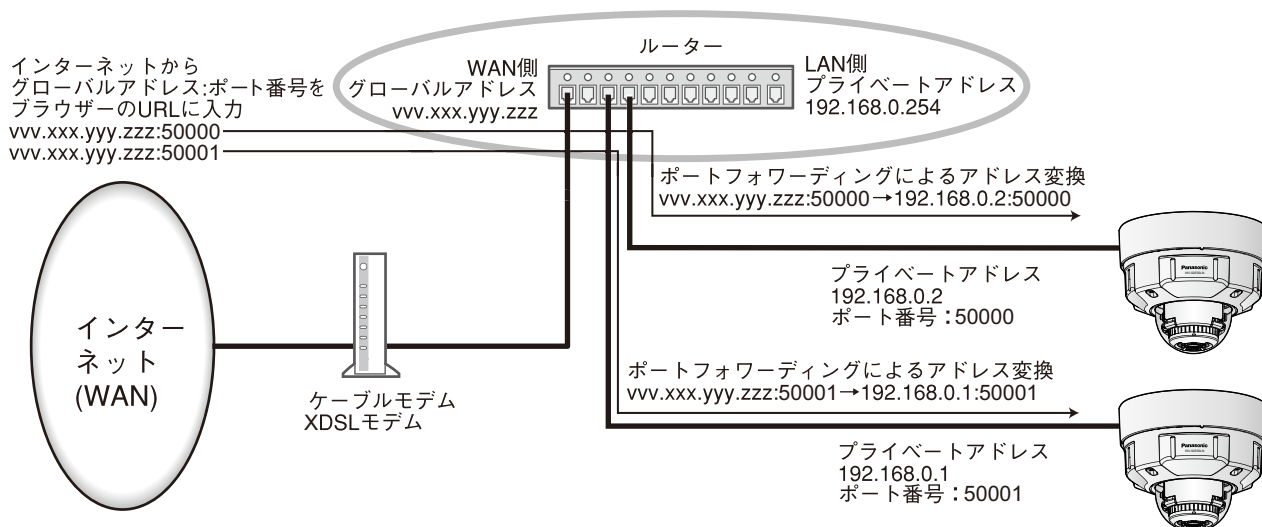 ルーター
インターネットから
グローバルアドレス:ポート番号を
ブラウザーのURLに入力
vvv.xxx.yyy.zzz:50000
vvv.xxx.yyy.zzz:50001
WAN側
グローバルアドレス
vvv.xxx.yyy.zzz
LAN側
プライベートアドレス
192.168.0.254
ポートフォワーディングによるアドレス変換
vvv.xxx.yyy.zzz:50000→192.168.0.2:50000
Panasonic
プライベートアドレス
192.168.0.2
ポート番号：50000
インター
ネット
(WAN)
ケーブルモデム
XDSLモデム
ポートフォワーディングによるアドレス変換
vvv.xxx.yyy.zzz:50001→192.168.0.1:50001
Panasonic
プライベートアドレス
192.168.0.1
ポート番号：50001